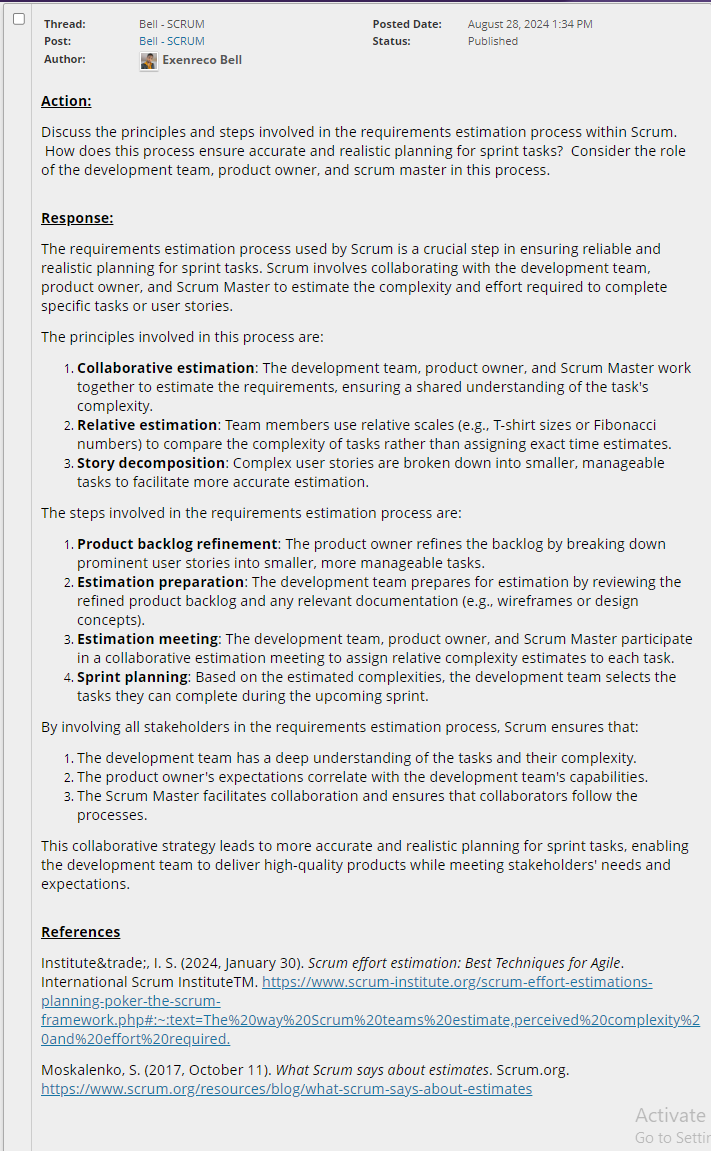 Thread: Bell - SCRUM Posted Date: August 28, 2024 1:34 PM
Post: Bell - SCRUM Status: Published
Author: Exenreco Bell
Action:
Discuss the principles and steps involved in the requirements estimation process within Scrum.
How does this process ensure accurate and realistic planning for sprint tasks? Consider the role
of the development team, product owner, and scrum master in this process.
Response:
The requirements estimation process used by Scrum is a crucial step in ensuring reliable and
realistic planning for sprint tasks. Scrum involves collaborating with the development team,
product owner, and Scrum Master to estimate the complexity and effort required to complete
specific tasks or user stories.
The principles involved in this process are:
1. Collaborative estimation: The development team, product owner, and Scrum Master work
together to estimate the requirements, ensuring a shared understanding of the task's
complexity.
2. Relative estimation: Team members use relative scales (e.g., T-shirt sizes or Fibonacci
numbers) to compare the complexity of tasks rather than assigning exact time estimates.
3. Story decomposition: Complex user stories are broken down into smaller, manageable
tasks to facilitate more accurate estimation.
The steps involved in the requirements estimation process are:
1. Product backlog refinement: The product owner refines the backlog by breaking down
prominent user stories into smaller, more manageable tasks.
2. Estimation preparation: The development team prepares for estimation by reviewing the
refined product backlog and any relevant documentation (e.g., wireframes or design
concepts).
3. Estimation meeting: The development team, product owner, and Scrum Master participate
in a collaborative estimation meeting to assign relative complexity estimates to each task.
4. Sprint planning: Based on the estimated complexities, the development team selects the
tasks they can complete during the upcoming sprint.
By involving all stakeholders in the requirements estimation process, Scrum ensures that:
1. The development team has a deep understanding of the tasks and their complexity.
2. The product owner's expectations correlate with the development team's capabilities.
3. The Scrum Master facilitates collaboration and ensures that collaborators follow the
processes.
This collaborative strategy leads to more accurate and realistic planning for sprint tasks, enabling
the development team to deliver high-quality products while meeting stakeholders' needs and
expectations.
References
Institute&trade;, I. S. (2024, January 30). Scrum effort estimation: Best Techniques for Agile.
International Scrum InstituteTM. https://www.scrum-institute.org/scrum-effort-estimations-
planning-poker-the-scrum-
framework.php#:~:text=The%20way%20Scrum%20teams%20estimate,perceived%20complexity%2
0and%20effort%20required.
Moskalenko, S. (2017, October 11). What Scrum says about estimates. Scrum.org.
https://www.scrum.org/resources/blog/what-scrum-says-about-estimates
Activate
Go to Settin